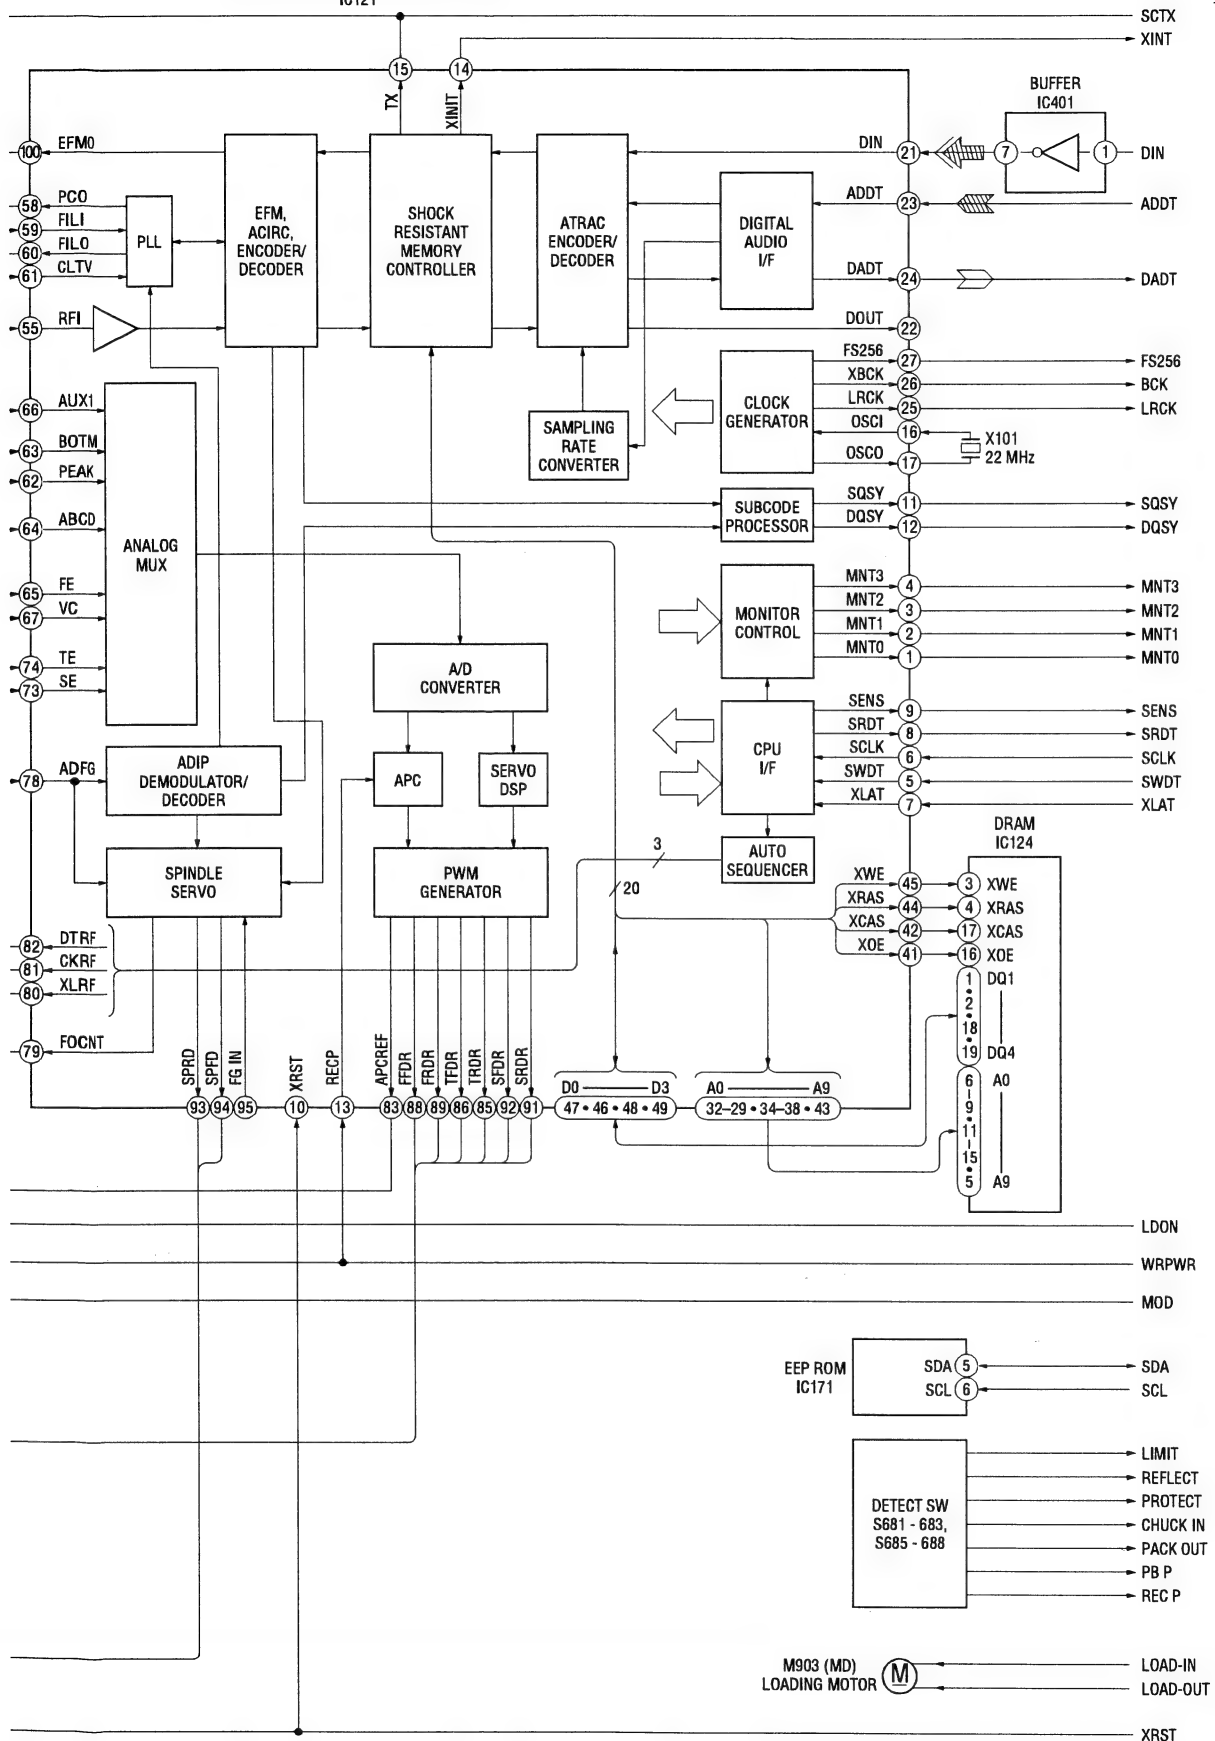 IC121
SCTX
XINT
15
14
TX
XINIT
BUFFER
IC401
100 EFMO
DIN 21
7
1
DIN
58 PCO
59 FILI
60 FILO
61 CLTV
PLL
EFM,
ACIRC,
ENCODER/
DECODER
SHOCK
RESISTANT
MEMORY
CONTROLLER
ATRAC
ENCODER/
DECODER
DIGITAL
AUDIO
I/F
ADDT 23
ADDT
DADT 24
DADT
55 RFI
DOUT 22
FS256 27
FS256
XBCK 26
BCK
LRCK 25
LRCK
CLOCK
GENERATOR
OSCI 16
OSCO 17
X101
22 MHz
SAMPLING
RATE
CONVERTER
66 AUX1
63 BOTM
62 PEAK
64 ABCD
65 FE
67 VC
74 TE
73 SE
ANALOG
MUX
SUBCODE
PROCESSOR
SQSY 11
SQSY
DQSY 12
DQSY
MONITOR
CONTROL
MNT3 4
MNT3
MNT2 3
MNT2
MNT1 2
MNT1
MNT0 1
MNT0
A/D
CONVERTER
CPU
I/F
SENS 9
SENS
SRDT 8
SRDT
SCLK 6
SCLK
SWDT 5
SWDT
XLAT 7
XLAT
78 ADFG
ADIP
DEMODULATOR/
DECODER
APC
SERVO
DSP
AUTO
SEQUENCER
3
20
DRAM
IC124
SPINDLE
SERVO
PWM
GENERATOR
XWE 45
3 XWE
XRAS 44
4 XRAS
XCAS 42
17 XCAS
XOE 41
16 XOE
82 DTRF
81 CKRF
80 XLRF
79 FOCNT
1 • 2 • 18 • 19
DQ1
DQ4
6 – 9 • 11 – 15 • 5
A0
A9
SPRD
SPFD
FG IN
XRST
RECP
APCREF
FFDR
FRDR
TFDR
TRDR
SFDR
SRDR
D0
D3
A0
A9
93
94
95
10
13
83
88
89
86
85
92
91
47 • 46 • 48 • 49
32–29 • 34–38 • 43
LDON
WRPWR
MOD
EEP ROM
IC171
SDA 5
SDA
SCL 6
SCL
DETECT SW
S681 - 683,
S685 - 688
LIMIT
REFLECT
PROTECT
CHUCK IN
PACK OUT
PB P
REC P
M903 (MD)
LOADING MOTOR
M
LOAD-IN
LOAD-OUT
XRST